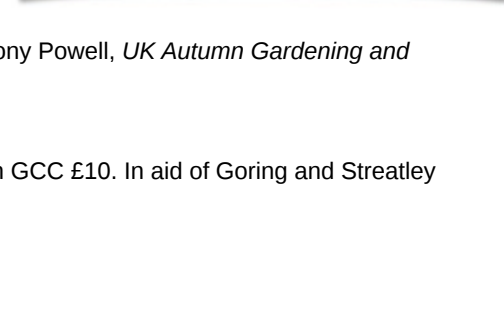 ony Powell, UK Autumn Gardening and
GCC £10. In aid of Goring and Streatley